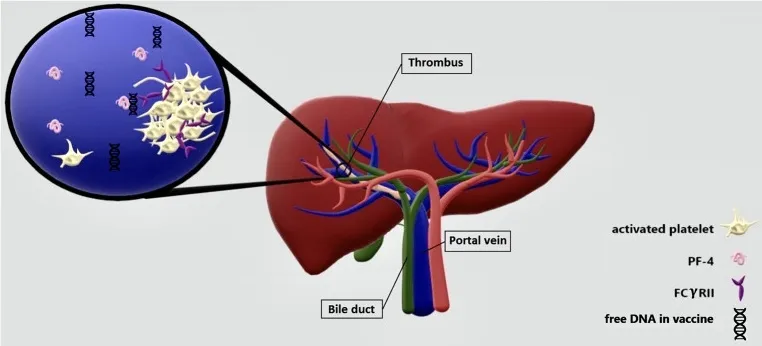 Thrombus
Portal vein
Bile duct
activated platelet
PF-4
FCγRII
free DNA in vaccine